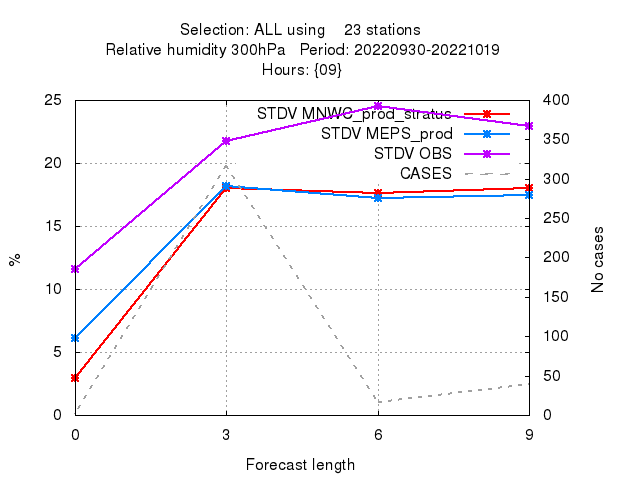 Selection: ALL using 23 stations
Relative humidity 300hPa Period: 20220930-20221019
Hours: {09}
25 400
STDV MNWC_prod_stratus
STDV MEPS_prod 350
STDV OBS
20 300
CASES
250
15
% 200 No cases
10 150
100
5
50
0 0
0 3 6 9
Forecast length